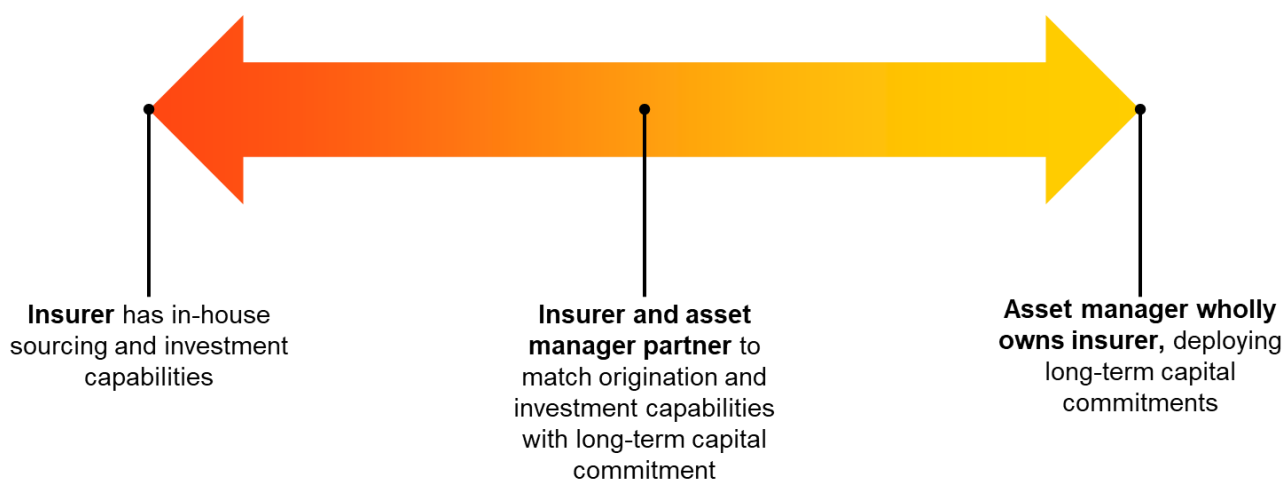 Insurer has in-house
sourcing and investment
capabilities
Insurer and asset
manager partner to
match origination and
investment capabilities
with long-term capital
commitment
Asset manager wholly
owns insurer, deploying
long-term capital
commitments